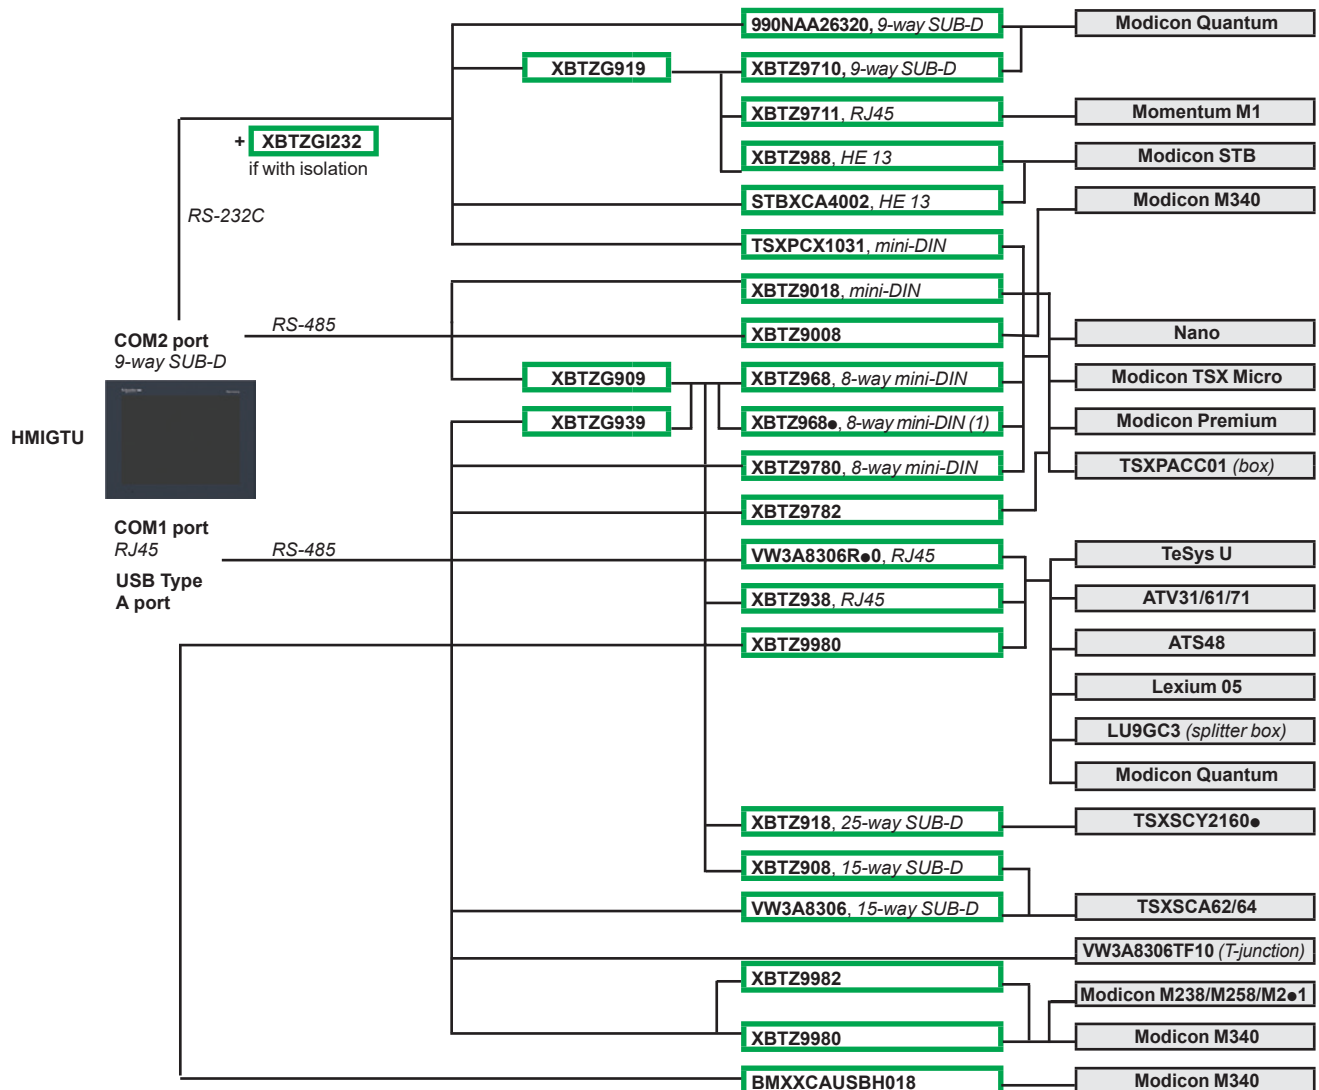 990NAA26320, 9-way SUB-D
Modicon Quantum
XBTZG919
XBTZ9710, 9-way SUB-D
XBTZ9711, RJ45
Momentum M1
+ XBTZGI232
if with isolation
XBTZ988, HE 13
Modicon STB
STBXCA4002, HE 13
Modicon M340
RS-232C
TSXPCX1031, mini-DIN
XBTZ9018, mini-DIN
COM2 port
9-way SUB-D
RS-485
XBTZ9008
Nano
XBTZG909
XBTZ968, 8-way mini-DIN
Modicon TSX Micro
XBTZG939
XBTZ968●, 8-way mini-DIN (1)
Modicon Premium
HMIGTU
XBTZ9780, 8-way mini-DIN
TSXPACC01 (box)
XBTZ9782
COM1 port
RJ45
RS-485
USB Type
A port
VW3A8306R●0, RJ45
TeSys U
XBTZ938, RJ45
ATV31/61/71
XBTZ9980
ATS48
Lexium 05
LU9GC3 (splitter box)
Modicon Quantum
XBTZ918, 25-way SUB-D
TSXSCY2160●
XBTZ908, 15-way SUB-D
VW3A8306, 15-way SUB-D
TSXSCA62/64
VW3A8306TF10 (T-junction)
XBTZ9982
Modicon M238/M258/M2●1
XBTZ9980
Modicon M340
BMXXCAUSBH018
Modicon M340